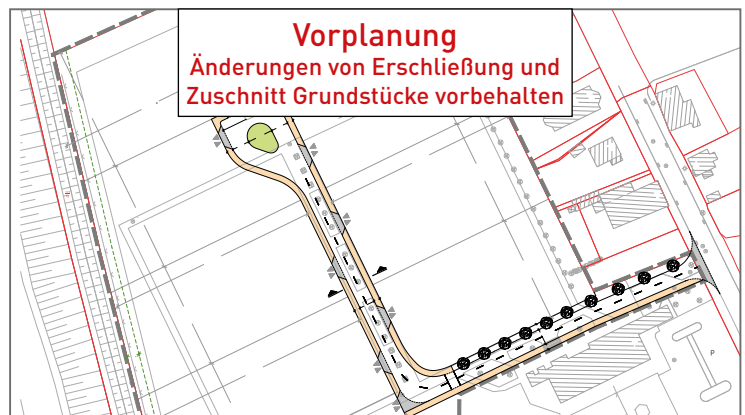 Vorplanung
Änderungen von Erschließung und
Zuschnitt Grundstücke vorbehalten
P